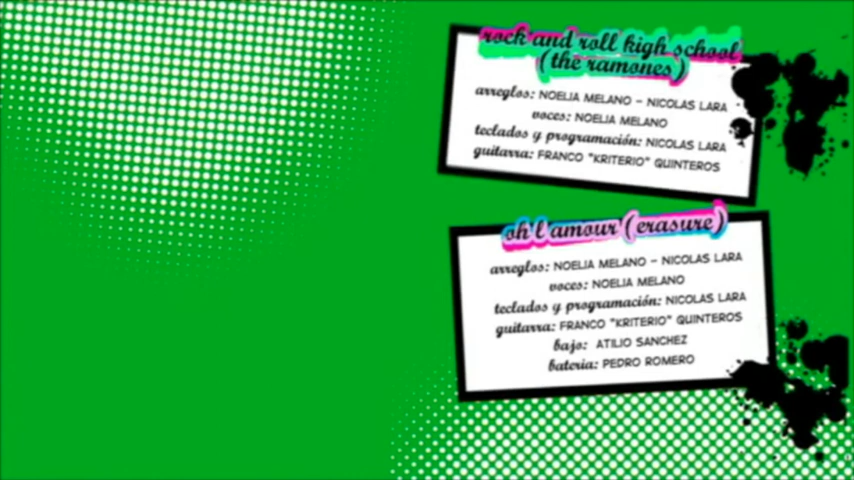 rock and roll high school
(the ramones)
arreglos: NOELIA MELANO - NICOLAS LARA
voces: NOELIA MELANO
teclados y programación: NICOLAS LARA
guitarra: FRANCO "KRITERIO" QUINTEROS
oh l'amour (erasure)
arreglos: NOELIA MELANO - NICOLAS LARA
voces: NOELIA MELANO
teclados y programación: NICOLAS LARA
guitarra: FRANCO "KRITERIO" QUINTEROS
bajo: ATILIO SANCHEZ
bateria: PEDRO ROMERO